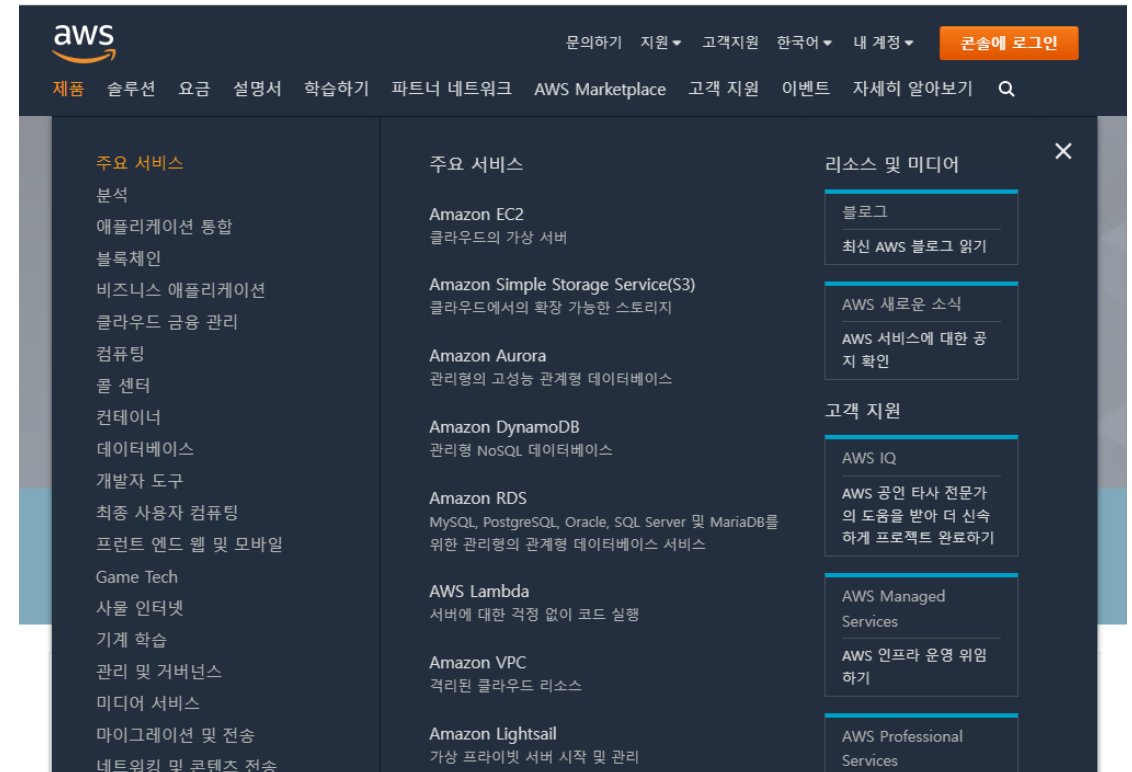 aws
문의하기 지원 고객지원 한국어 내 계정 콘솔에 로그인
제품 솔루션 요금 설명서 학습하기 파트너 네트워크 AWS Marketplace 고객 지원 이벤트 자세히 알아보기
주요 서비스
분석
애플리케이션 통합
블록체인
비즈니스 애플리케이션
클라우드 금융 관리
컴퓨팅
콜 센터
컨테이너
데이터베이스
개발자 도구
최종 사용자 컴퓨팅
프런트 엔드 웹 및 모바일
Game Tech
사물 인터넷
기계 학습
관리 및 거버넌스
미디어 서비스
마이그레이션 및 전송
네트워킹 및 콘텐츠 전송
주요 서비스
Amazon EC2
클라우드의 가상 서버
Amazon Simple Storage Service(S3)
클라우드에서의 확장 가능한 스토리지
Amazon Aurora
관리형의 고성능 관계형 데이터베이스
Amazon DynamoDB
관리형 NoSQL 데이터베이스
Amazon RDS
MySQL, PostgreSQL, Oracle, SQL Server 및 MariaDB를
위한 관리형의 관계형 데이터베이스 서비스
AWS Lambda
서버에 대한 걱정 없이 코드 실행
Amazon VPC
격리된 클라우드 리소스
Amazon Lightsail
가상 프라이빗 서버 시작 및 관리
리소스 및 미디어
블로그
최신 AWS 블로그 읽기
AWS 새로운 소식
AWS 서비스에 대한 공
지 확인
고객 지원
AWS IQ
AWS 공인 타사 전문가
의 도움을 받아 더 신속
하게 프로젝트 완료하기
AWS Managed
Services
AWS 인프라 운영 위임
하기
AWS Professional
Services